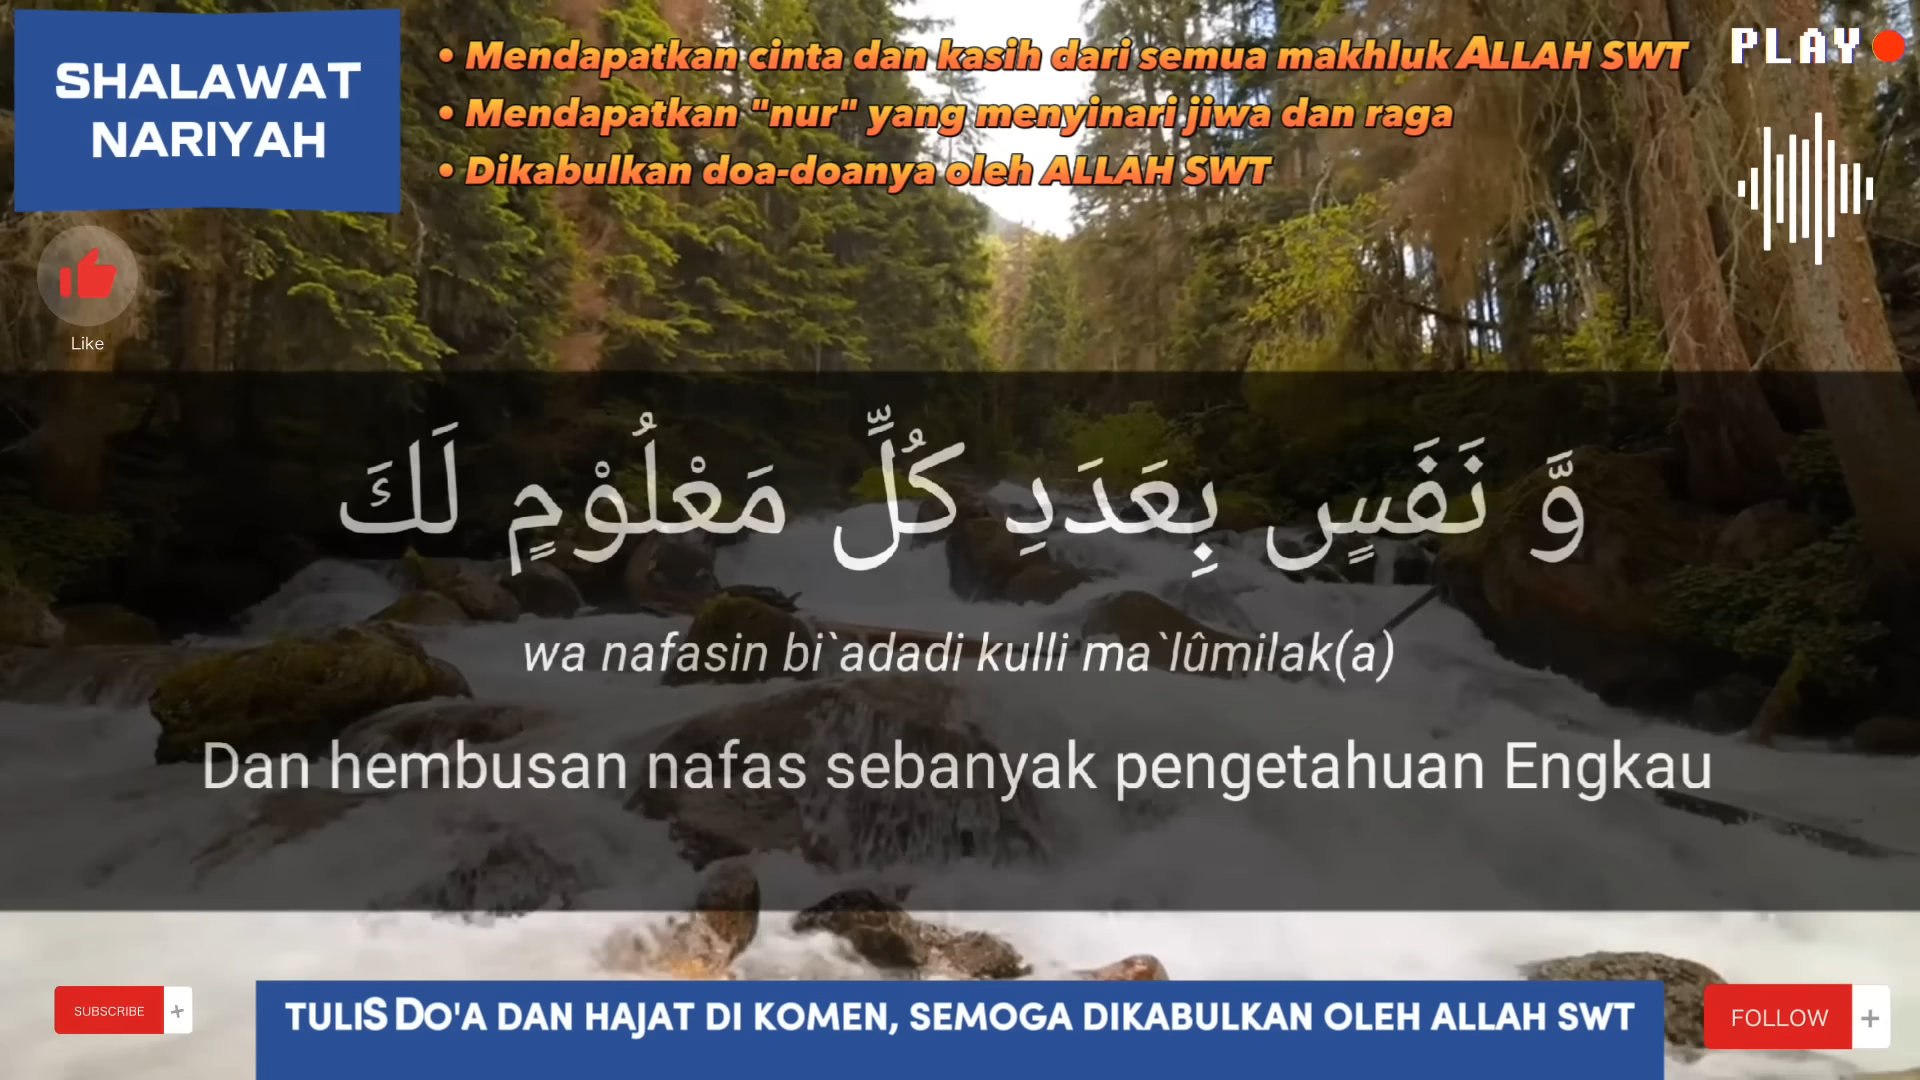 SHALAWAT
NARIYAH
• Mendapatkan cinta dan kasih dari semua makhluk ALLAH SWT
• Mendapatkan "nur" yang menyinari jiwa dan raga
• Dikabulkan doa-doanya oleh ALLAH SWT
PLAY
Like
وَّ نَفَسٍ بِعَدَدِ كُلِّ مَعْلُوْمٍ لَكَ
wa nafasin bi`adadi kulli ma`lûmilak(a)
Dan hembusan nafas sebanyak pengetahuan Engkau
SUBSCRIBE +
TULIS DO'A DAN HAJAT DI KOMEN, SEMOGA DIKABULKAN OLEH ALLAH SWT
FOLLOW +